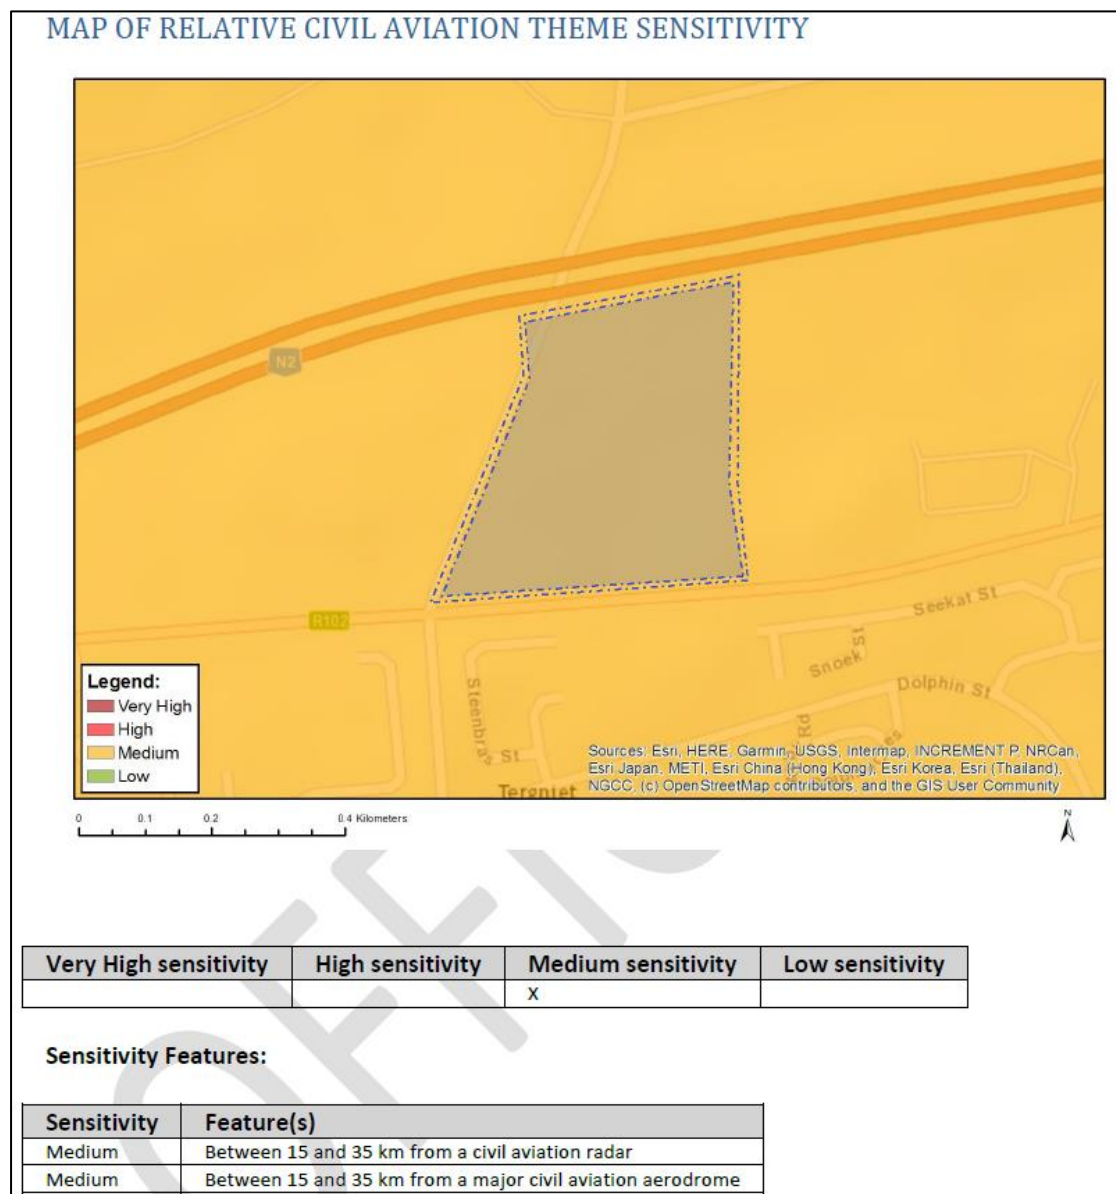 MAP OF RELATIVE CIVIL AVIATION THEME SENSITIVITY
N2
R102
Seekat St
Snoek St
Dolphin St
Steenbras St
Rd
Tergniet
Legend:
Very High
High
Medium
Low
Sources: Esri, HERE, Garmin, USGS, Intermap, INCREMENT P, NRCan,
Esri Japan, METI, Esri China (Hong Kong), Esri Korea, Esri (Thailand),
NGCC, (c) OpenStreetMap contributors, and the GIS User Community
0 0.1 0.2 0.4 Kilometers
N
Very High sensitivity High sensitivity Medium sensitivity Low sensitivity
X
Sensitivity Features:
Sensitivity Feature(s)
Medium Between 15 and 35 km from a civil aviation radar
Medium Between 15 and 35 km from a major civil aviation aerodrome